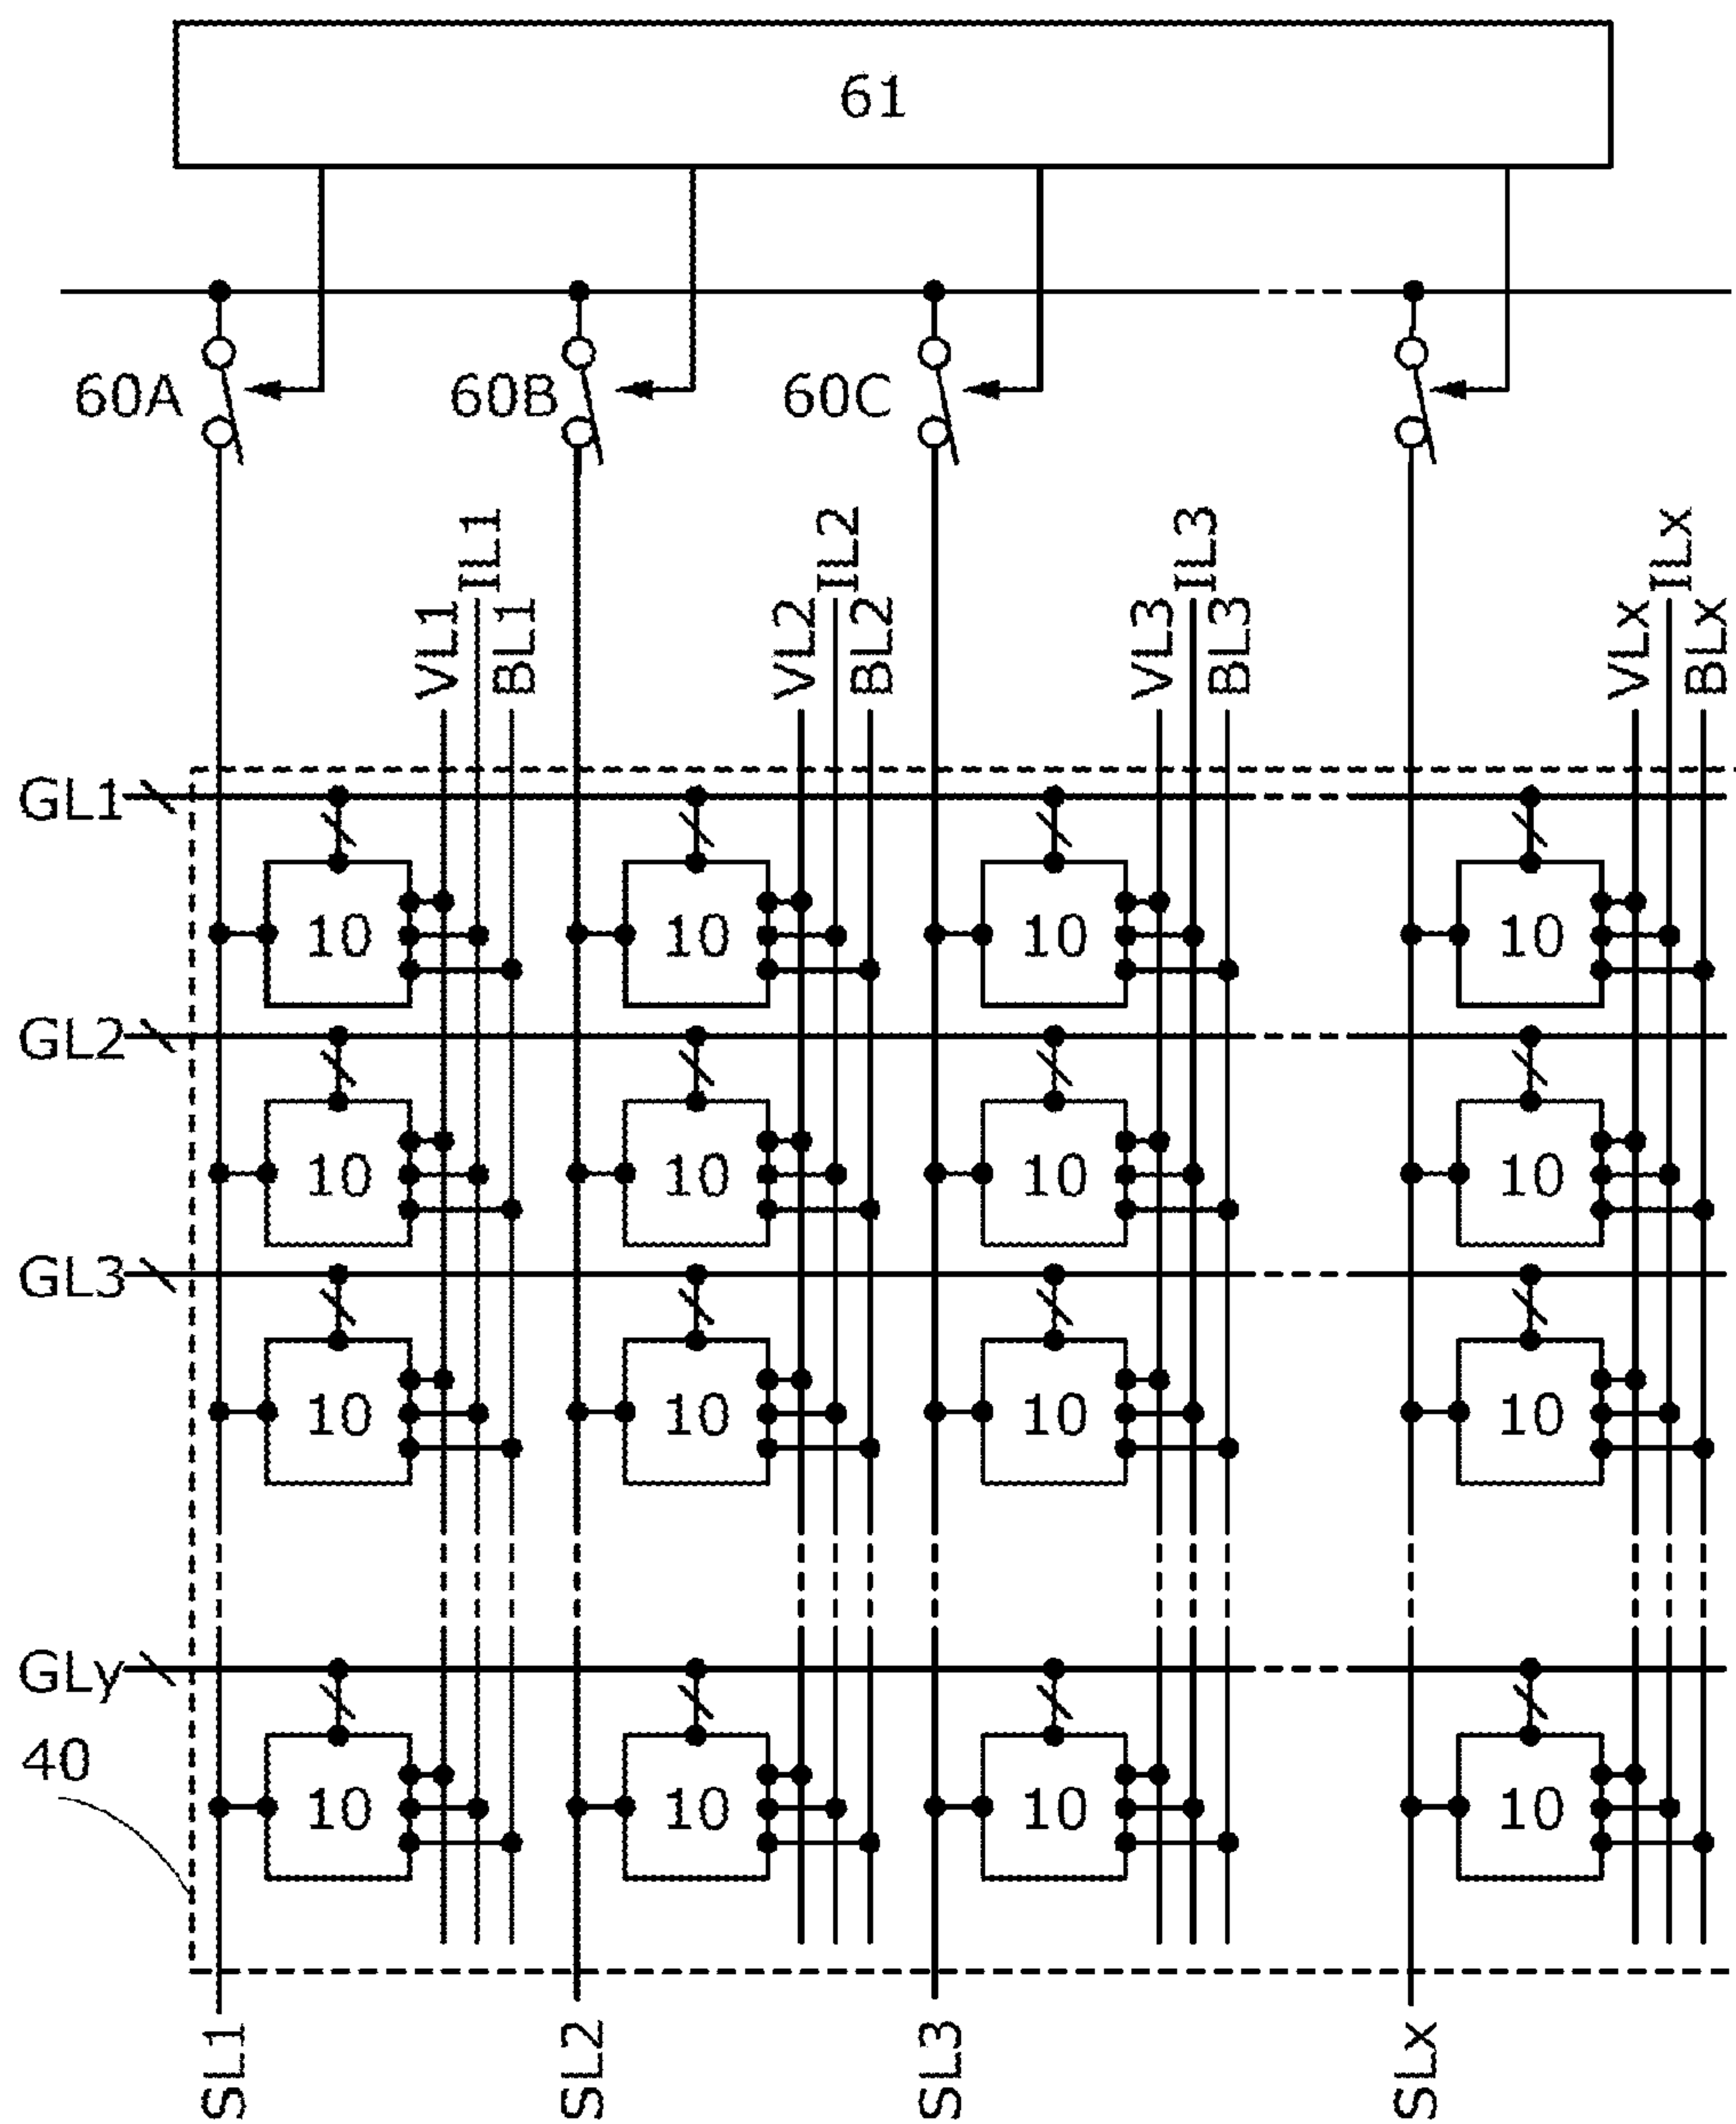 61
60A 60B 60C
IL1 IL2 IL3 ILx
VL1 BL1 VL2 BL2 VL3 BL3 VLx BLx
GL1
10 10 10 10
GL2
10 10 10 10
GL3
10 10 10 10
GLy
40
10 10 10 10
SL1 SL2 SL3 SLx